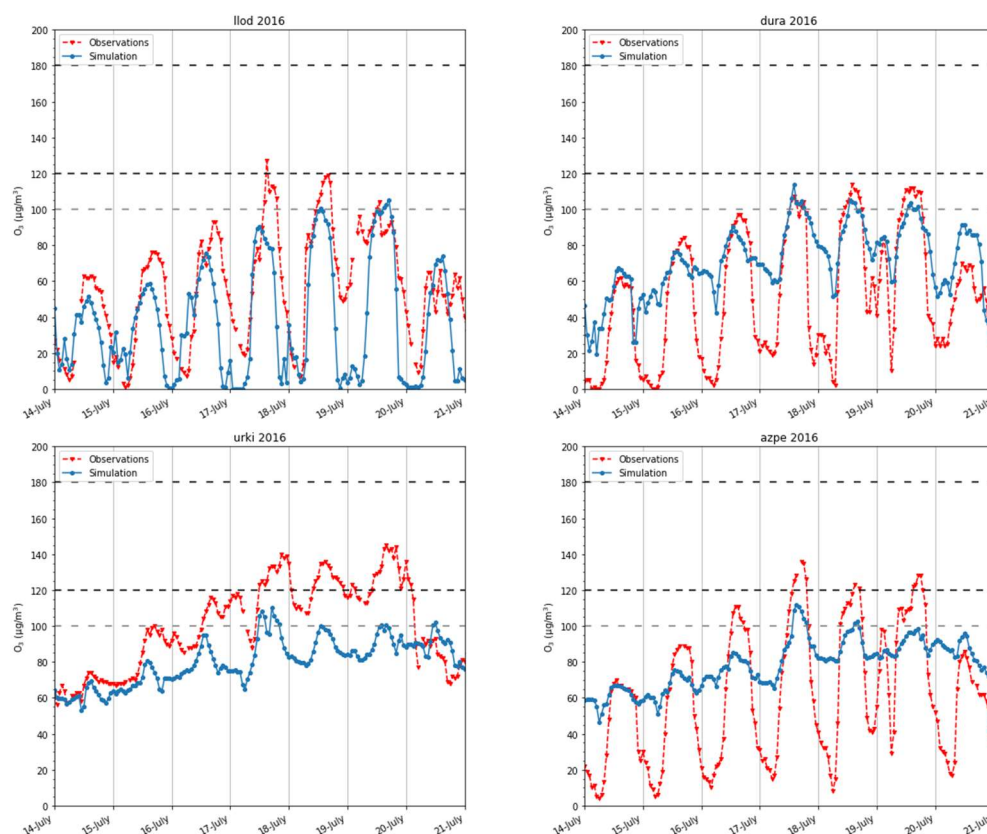 llod 2016
Observations
Simulation
O₃ (µg/m³)
200
180
160
140
120
100
80
60
40
20
0
14-July
15-July
16-July
17-July
18-July
19-July
20-July
21-July
dura 2016
Observations
Simulation
O₃ (µg/m³)
200
180
160
140
120
100
80
60
40
20
0
14-July
15-July
16-July
17-July
18-July
19-July
20-July
21-July
urki 2016
Observations
Simulation
O₃ (µg/m³)
200
180
160
140
120
100
80
60
40
20
0
14-July
15-July
16-July
17-July
18-July
19-July
20-July
21-July
azpe 2016
Observations
Simulation
O₃ (µg/m³)
200
180
160
140
120
100
80
60
40
20
0
14-July
15-July
16-July
17-July
18-July
19-July
20-July
21-July